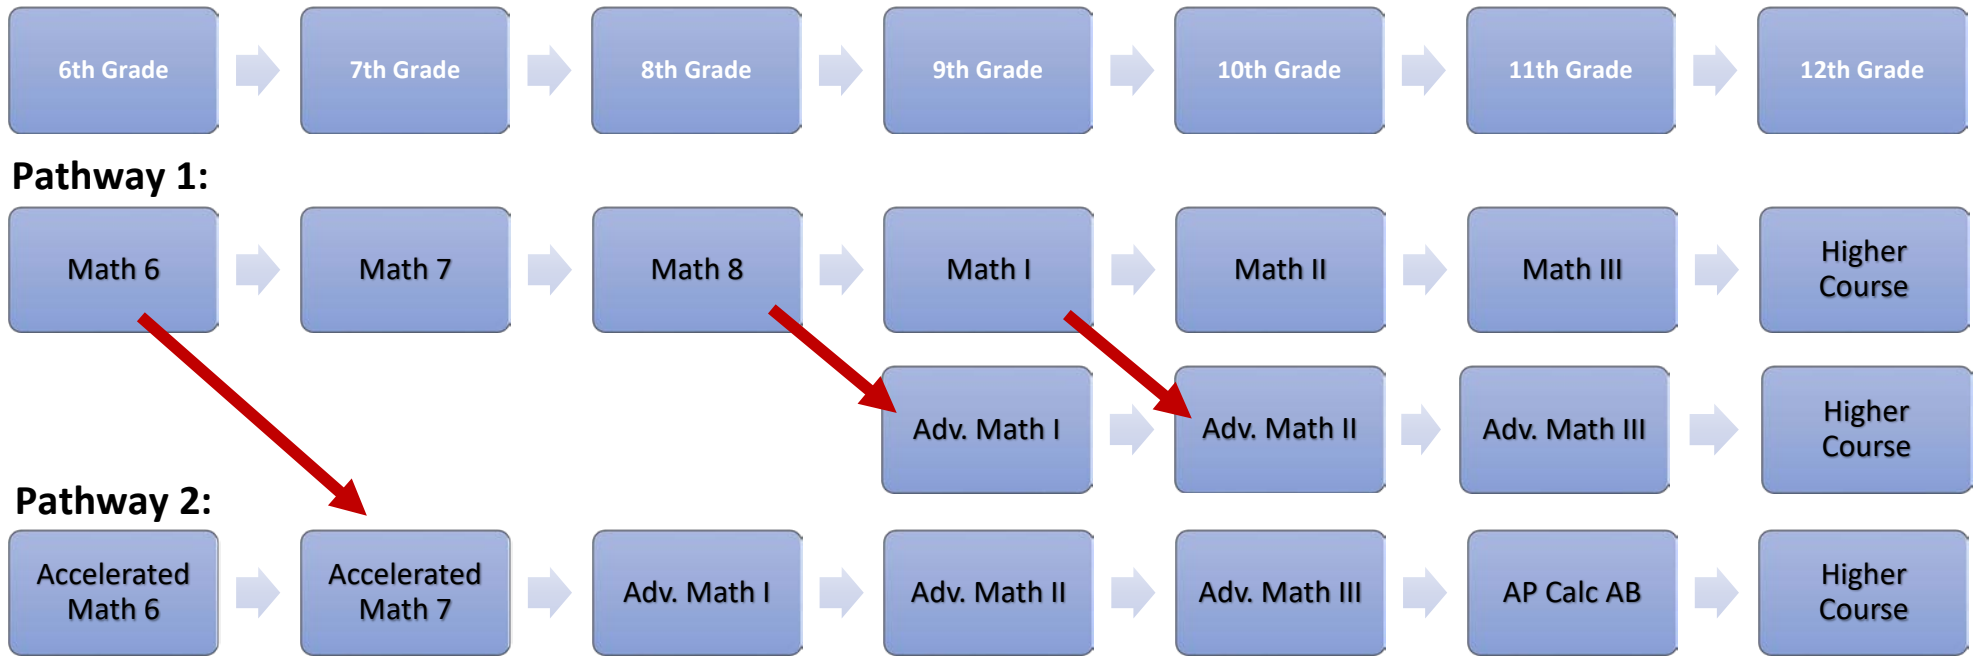 6th Grade
7th Grade
8th Grade
9th Grade
10th Grade
11th Grade
12th Grade
Pathway 1:
Math 6
Math 7
Math 8
Math I
Math II
Math III
Higher
Course
Adv. Math I
Adv. Math II
Adv. Math III
Higher
Course
Pathway 2:
Accelerated
Math 6
Accelerated
Math 7
Adv. Math I
Adv. Math II
Adv. Math III
AP Calc AB
Higher
Course